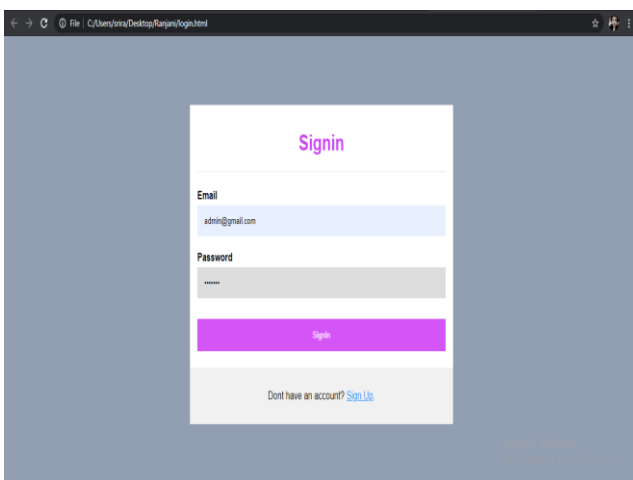 File | C:/Users/srira/Desktop/Ranjani/login.html
Signin
Email
admin@gmail.com
Password
•••••••
SignIn
Dont have an account? Sign Up.